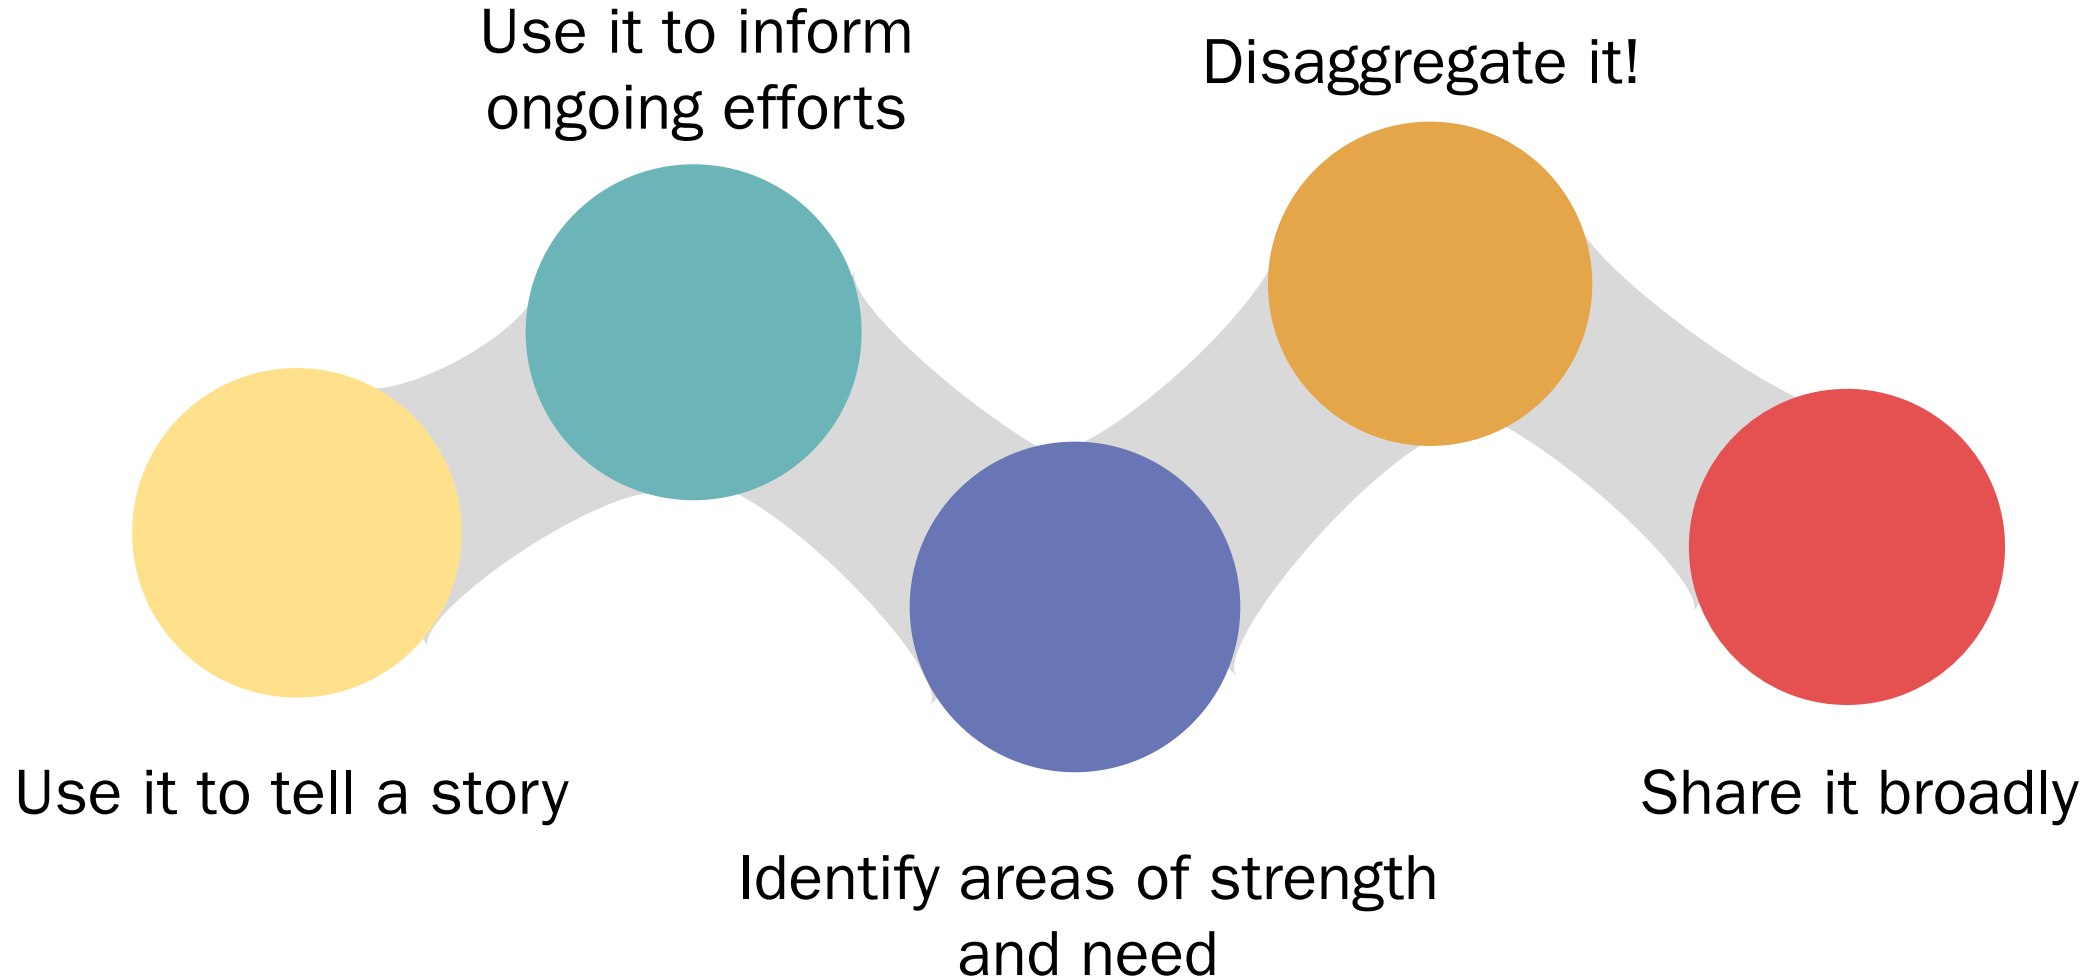 Use it to inform
ongoing efforts
Disaggregate it!
Use it to tell a story
Share it broadly
Identify areas of strength
and need